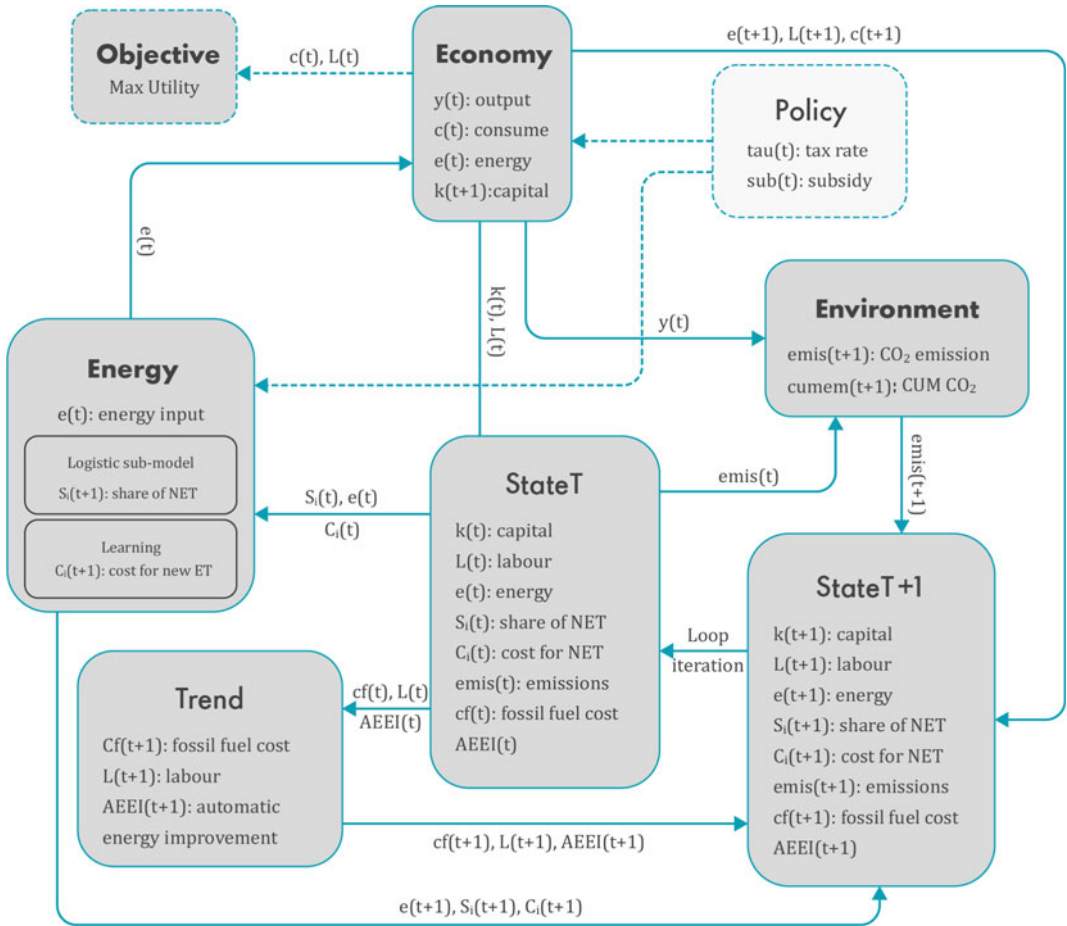 Objective
Max Utility
c(t), L(t)
Economy
y(t): output
c(t): consume
e(t): energy
k(t+1):capital
e(t+1), L(t+1), c(t+1)
Policy
tau(t): tax rate
sub(t): subsidy
e(t)
k(t), L(t)
y(t)
Environment
emis(t+1): CO₂ emission
cumem(t+1): CUM CO₂
Energy
e(t): energy input
Logistic sub-model
Sᵢ(t+1): share of NET
Learning
Cᵢ(t+1): cost for new ET
Sᵢ(t), e(t)
Cᵢ(t)
StateT
k(t): capital
L(t): labour
e(t): energy
Sᵢ(t): share of NET
Cᵢ(t): cost for NET
emis(t): emissions
cf(t): fossil fuel cost
AEEI(t)
emis(t)
emis(t+1)
Loop
iteration
StateT+1
k(t+1): capital
L(t+1): labour
e(t+1): energy
Sᵢ(t+1): share of NET
Cᵢ(t+1): cost for NET
emis(t+1): emissions
cf(t+1): fossil fuel cost
AEEI(t+1)
Trend
Cf(t+1): fossil fuel cost
L(t+1): labour
AEEI(t+1): automatic
energy improvement
cf(t), L(t)
AEEI(t)
cf(t+1), L(t+1), AEEI(t+1)
e(t+1), Sᵢ(t+1), Cᵢ(t+1)